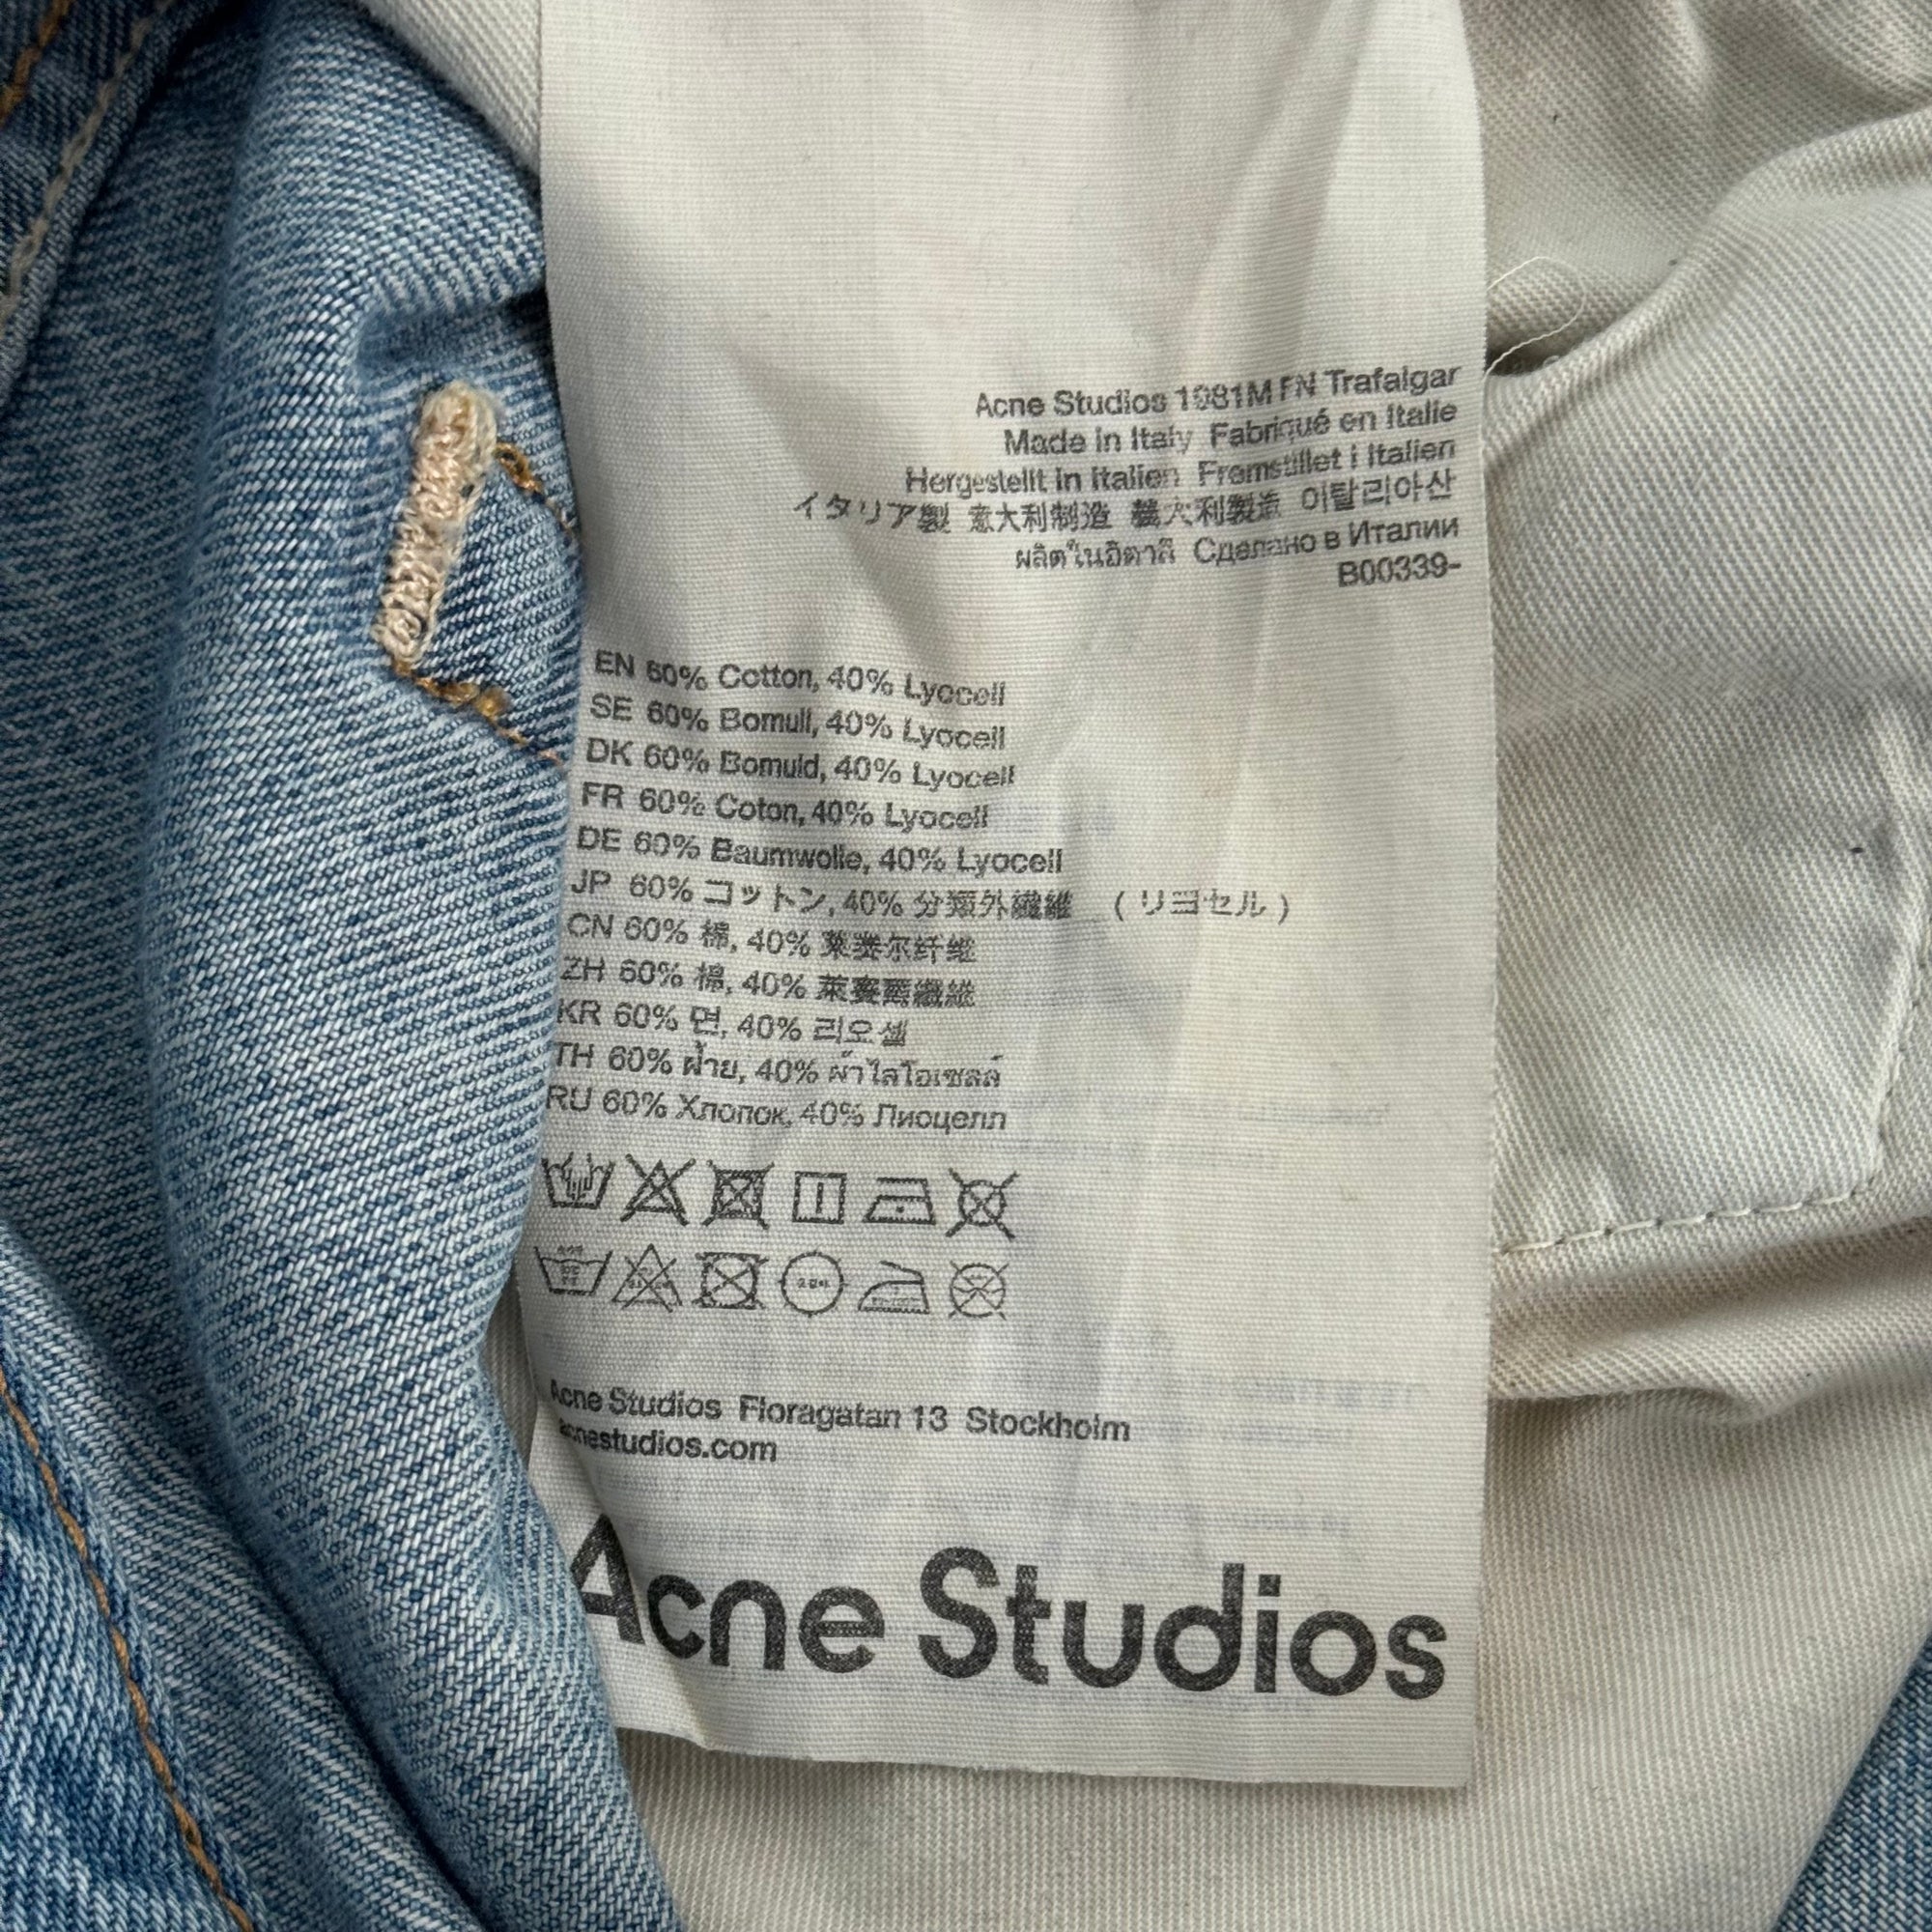 Acne Studios 1981M FN Trafalgar
Made in Italy Fabriqué en Italie
Hergestellt in Italien Fremstillet i Italien
イタリア製 意大利制造 義大利製造 이탈리아산
ผลิตในอิตาลี Сделано в Италии
B00339-
EN 60% Cotton, 40% Lyocell
SE 60% Bomull, 40% Lyocell
DK 60% Bomuld, 40% Lyocell
FR 60% Coton, 40% Lyocell
DE 60% Baumwolle, 40% Lyocell
JP 60% コットン, 40% 分類外繊維 (リヨセル)
CN 60% 棉, 40% 莱赛尔纤维
ZH 60% 棉, 40% 萊賽爾纖維
KR 60% 면, 40% 리오셀
TH 60% ฝ้าย, 40% ผ้าไลโอเซลล์
RU 60% Хлопок, 40% Лиоцелл
Acne Studios Floragatan 13 Stockholm
acnestudios.com
Acne Studios